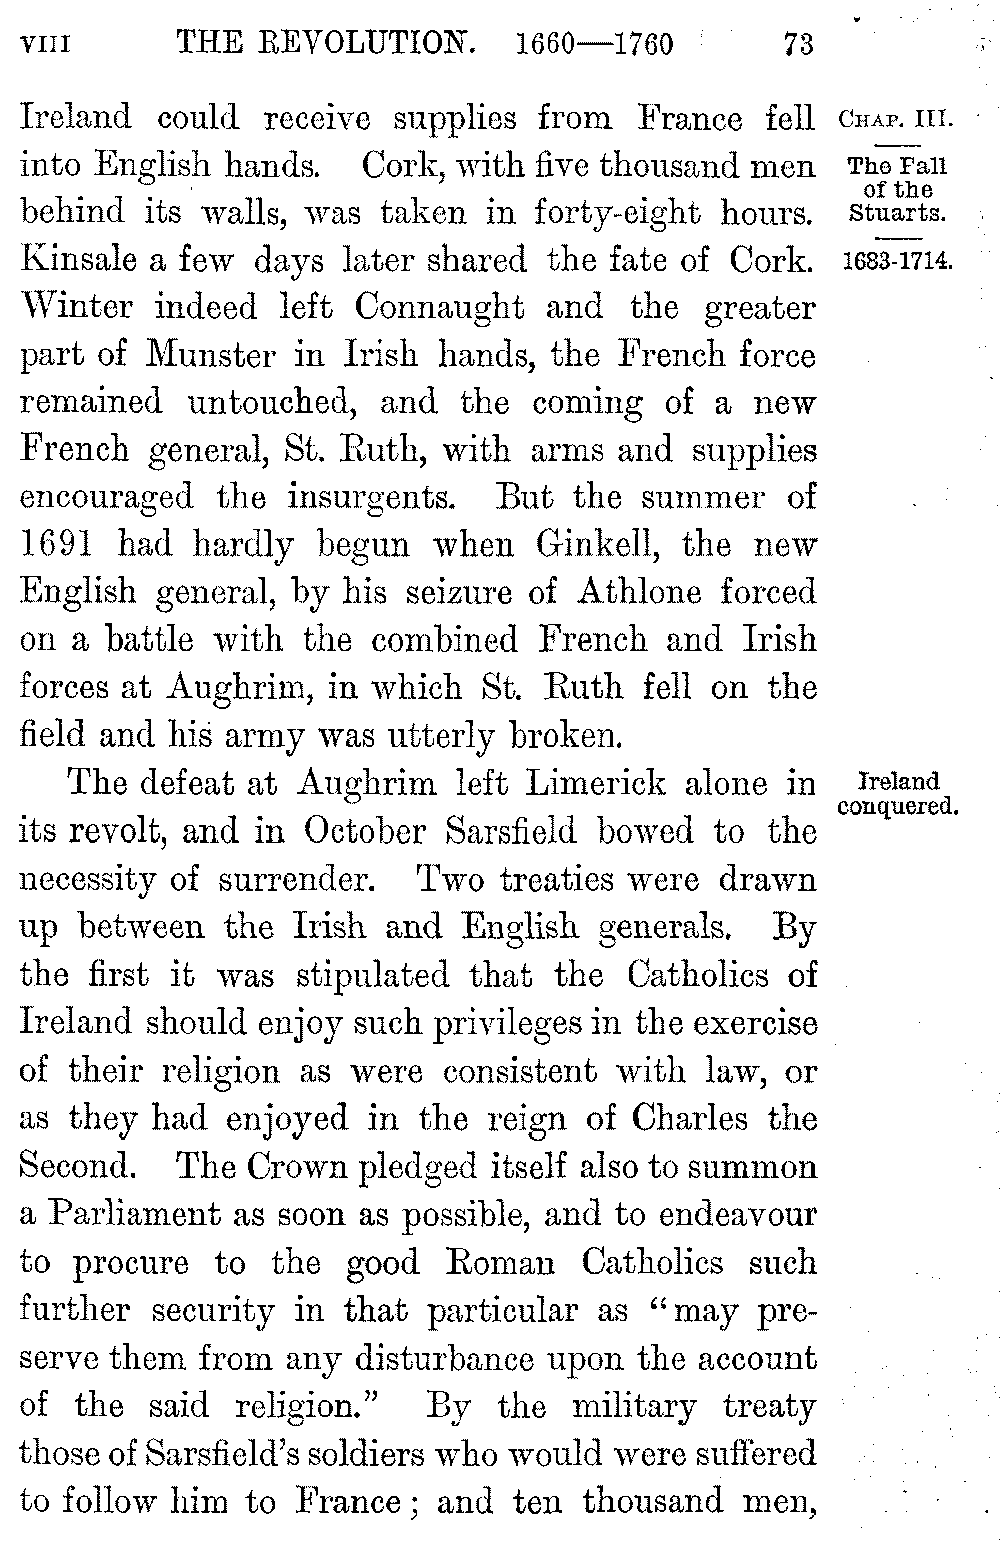 VIII THE REVOLUTION. 1660—1760 73
Ireland could receive supplies from France fell
into English hands. Cork, with five thousand men
behind its walls, was taken in forty-eight hours.
Kinsale a few days later shared the fate of Cork.
Winter indeed left Connaught and the greater
part of Munster in Irish hands, the French force
remained untouched, and the coming of a new
French general, St. Ruth, with arms and supplies
encouraged the insurgents. But the summer of
1691 had hardly begun when Ginkell, the new
English general, by his seizure of Athlone forced
on a battle with the combined French and Irish
forces at Aughrim, in which St. Ruth fell on the
field and his army was utterly broken.
The defeat at Aughrim left Limerick alone in
its revolt, and in October Sarsfield bowed to the
necessity of surrender. Two treaties were drawn
up between the Irish and English generals. By
the first it was stipulated that the Catholics of
Ireland should enjoy such privileges in the exercise
of their religion as were consistent with law, or
as they had enjoyed in the reign of Charles the
Second. The Crown pledged itself also to summon
a Parliament as soon as possible, and to endeavour
to procure to the good Roman Catholics such
further security in that particular as “may pre-
serve them from any disturbance upon the account
of the said religion.” By the military treaty
those of Sarsfield's soldiers who would were suffered
to follow him to France; and ten thousand men,
CHAP. III.
The Fall
of the
Stuarts.
1683-1714.
Ireland
conquered.